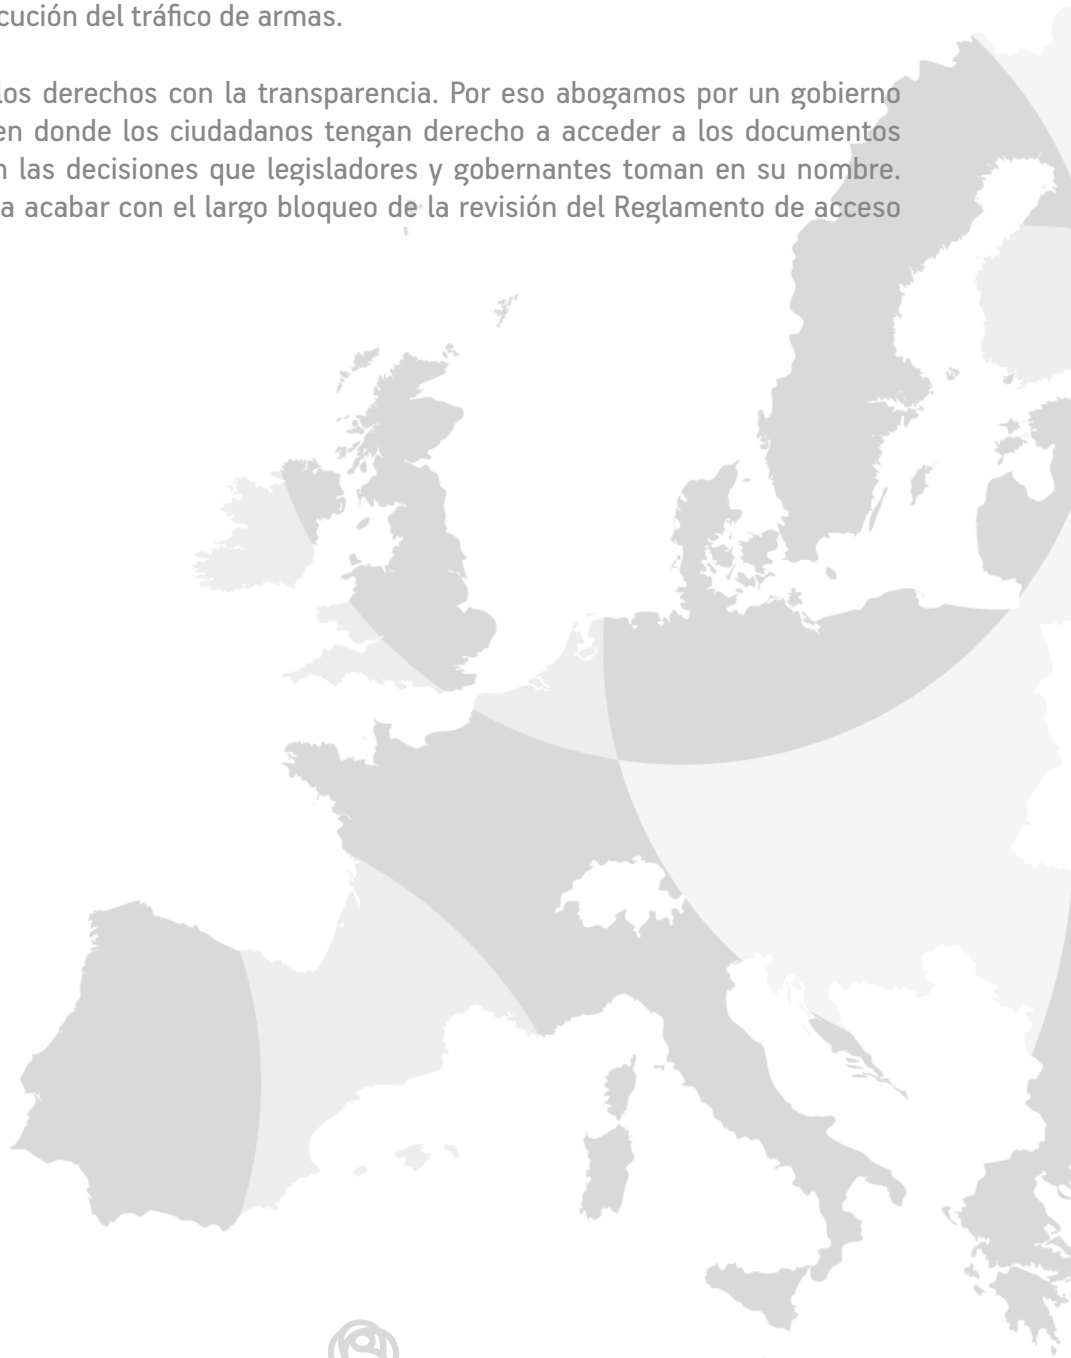 cución del tráfico de armas.
los derechos con la transparencia. Por eso abogamos por un gobierno
en donde los ciudadanos tengan derecho a acceder a los documentos
n las decisiones que legisladores y gobernantes toman en su nombre.
a acabar con el largo bloqueo de la revisión del Reglamento de acceso